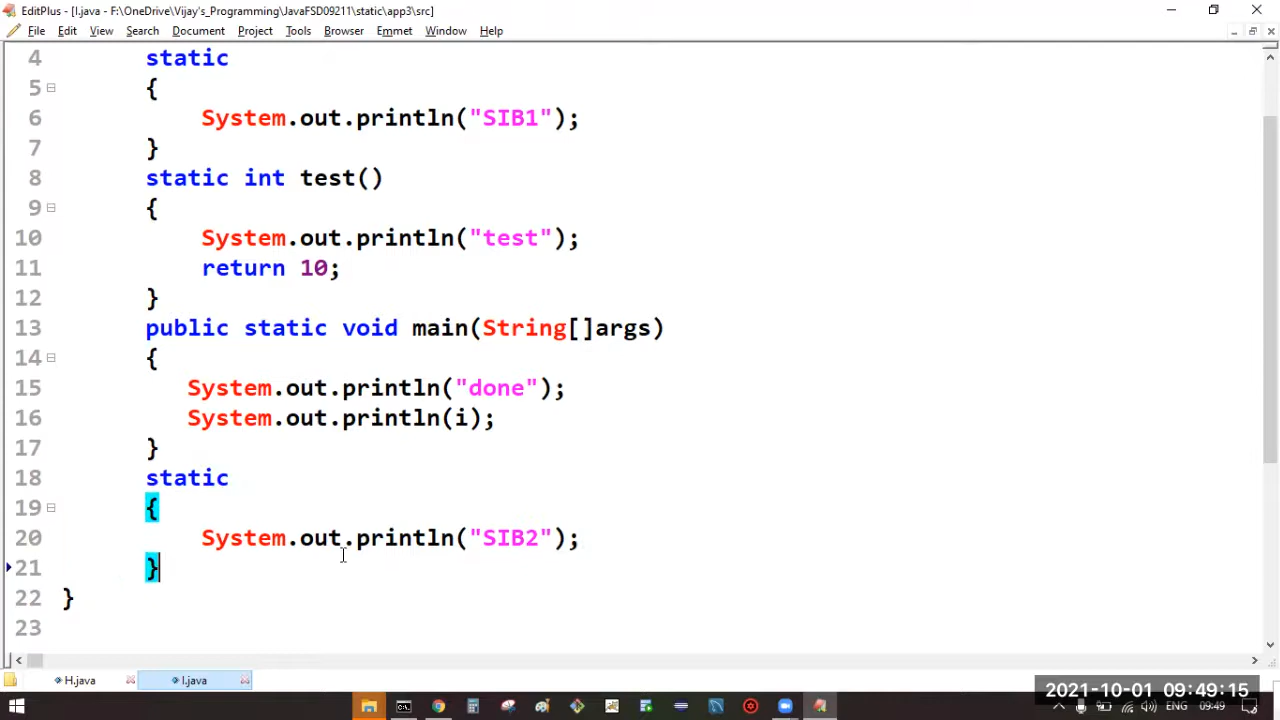 EditPlus - [I.java - F:\OneDrive\Vijay's_Programming\JavaFSD09211\static\app3\src]
File Edit View Search Document Project Tools Browser Emmet Window Help
4 static
5 {
6 System.out.println("SIB1");
7 }
8 static int test()
9 {
10 System.out.println("test");
11 return 10;
12 }
13 public static void main(String[]args)
14 {
15 System.out.println("done");
16 System.out.println(i);
17 }
18 static
19 {
20 System.out.println("SIB2");
21 }
22 }
23
H.java I.java
2021-10-01 09:49:15
ENG 09:49